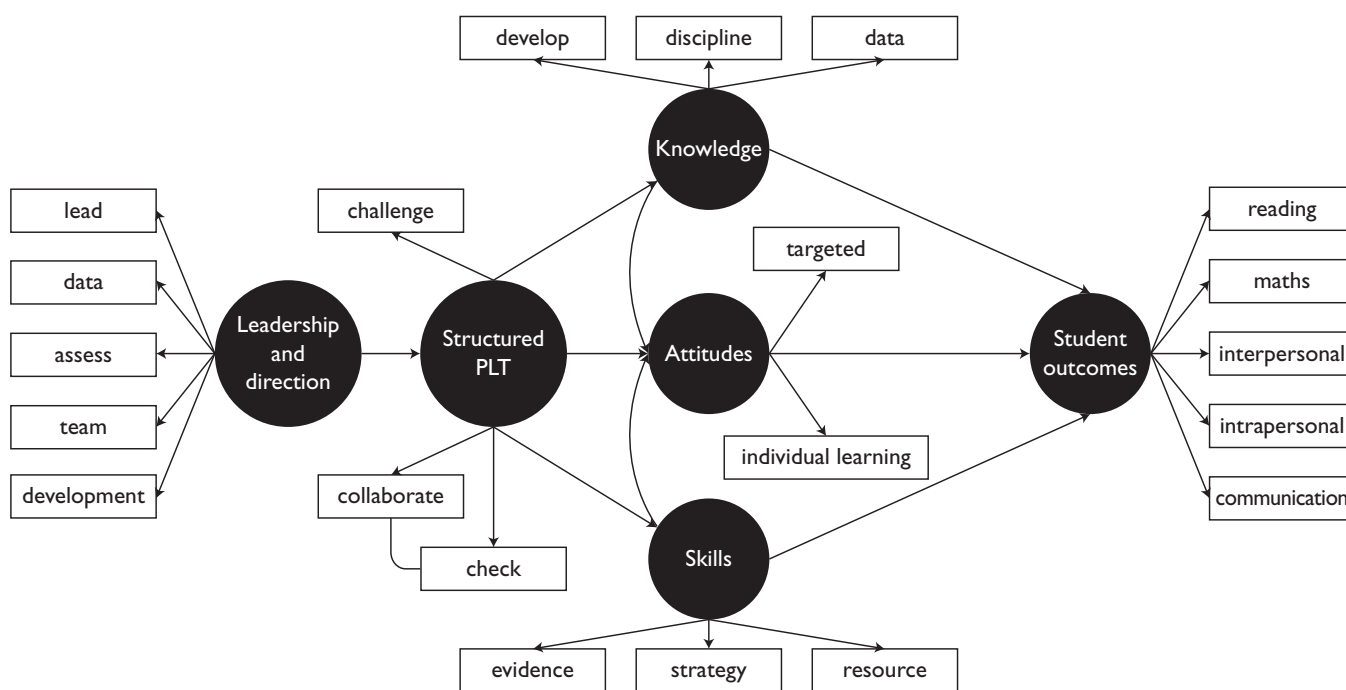 develop
discipline
data
Knowledge
lead
data
assess
team
development
Leadership
and
direction
challenge
Structured
PLT
collaborate
check
targeted
Attitudes
individual learning
Skills
evidence
strategy
resource
Student
outcomes
reading
maths
interpersonal
intrapersonal
communication